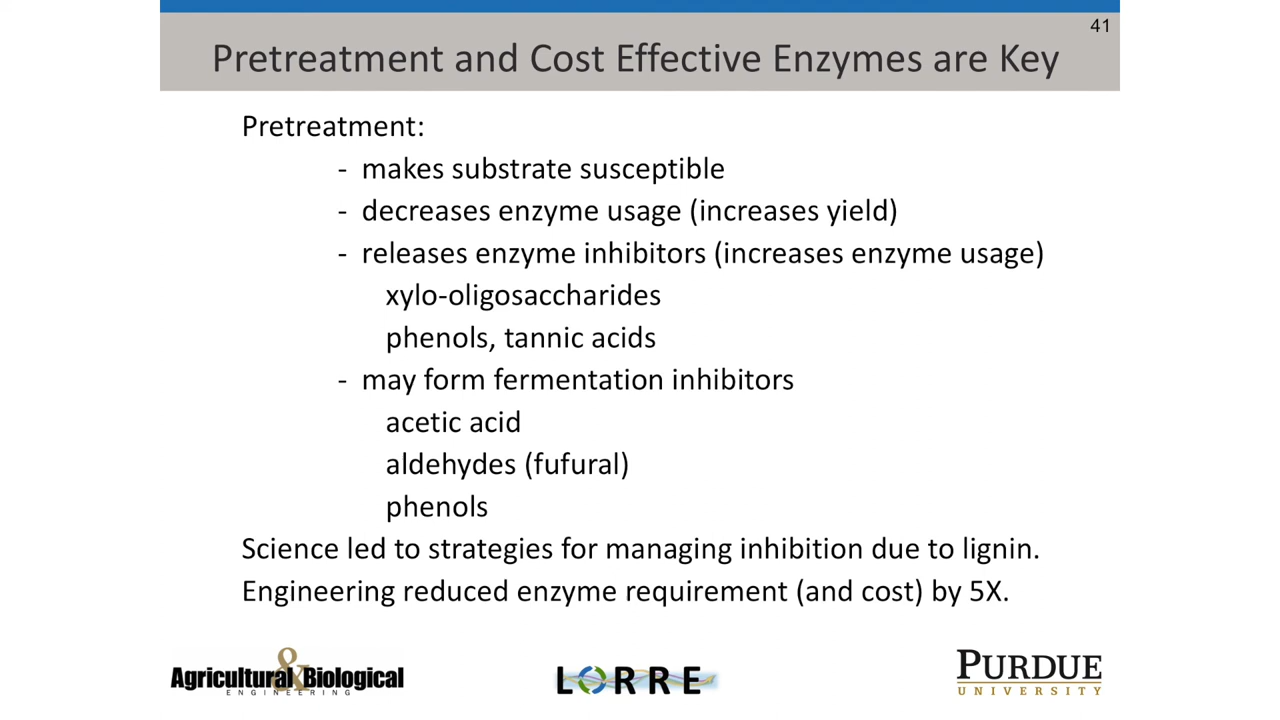 41
Pretreatment and Cost Effective Enzymes are Key
Pretreatment:
- makes substrate susceptible
- decreases enzyme usage (increases yield)
- releases enzyme inhibitors (increases enzyme usage)
xylo-oligosaccharides
phenols, tannic acids
- may form fermentation inhibitors
acetic acid
aldehydes (fufural)
phenols
Science led to strategies for managing inhibition due to lignin.
Engineering reduced enzyme requirement (and cost) by 5X.
Agricultural & Biological
ENGINEERING
LORRE
PURDUE
UNIVERSITY